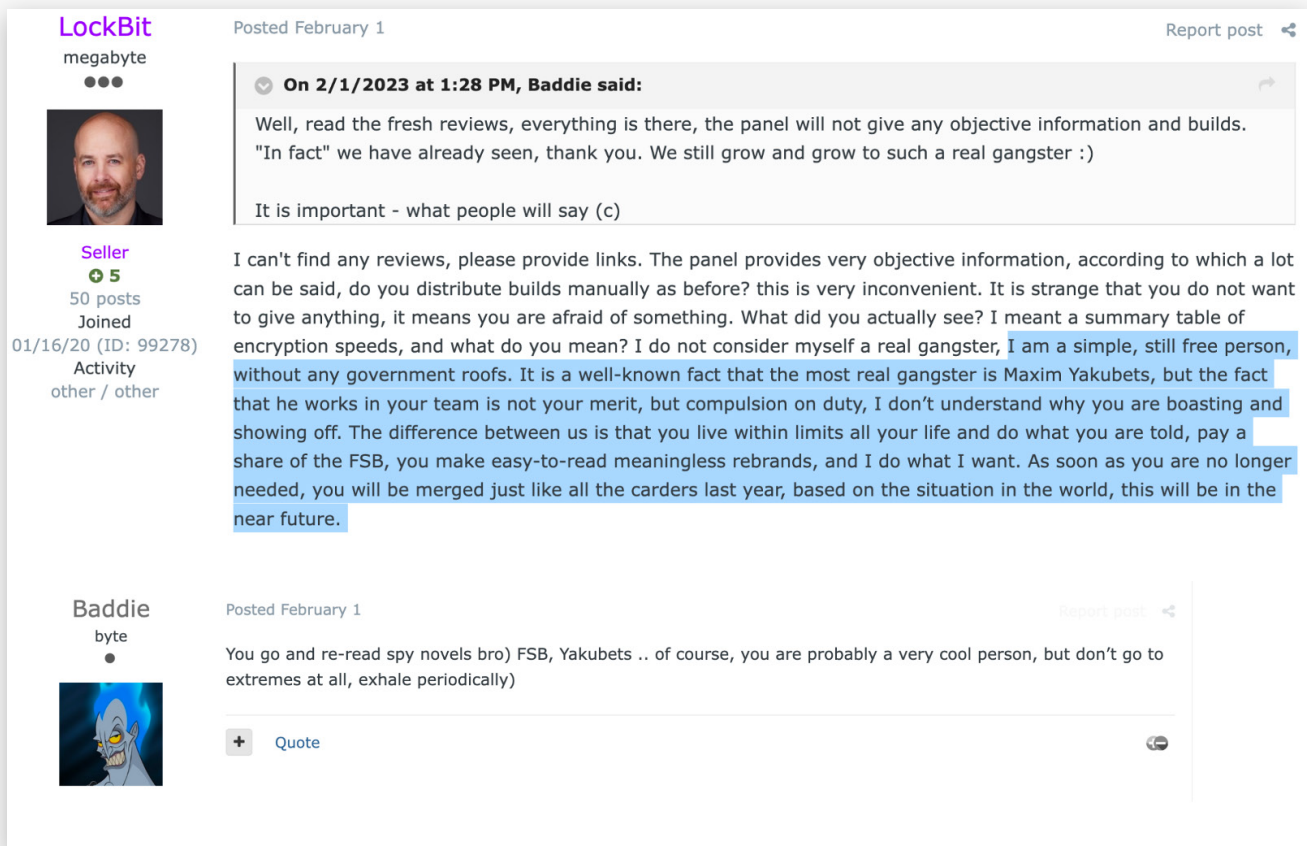 LockBit
megabyte
Seller
5
50 posts
Joined
01/16/20 (ID: 99278)
Activity
other / other
Posted February 1
Report post
On 2/1/2023 at 1:28 PM, Baddie said:
Well, read the fresh reviews, everything is there, the panel will not give any objective information and builds.
"In fact" we have already seen, thank you. We still grow and grow to such a real gangster :)
It is important - what people will say (c)
I can't find any reviews, please provide links. The panel provides very objective information, according to which a lot
can be said, do you distribute builds manually as before? this is very inconvenient. It is strange that you do not want
to give anything, it means you are afraid of something. What did you actually see? I meant a summary table of
encryption speeds, and what do you mean? I do not consider myself a real gangster, I am a simple, still free person,
without any government roofs. It is a well-known fact that the most real gangster is Maxim Yakubets, but the fact
that he works in your team is not your merit, but compulsion on duty, I don’t understand why you are boasting and
showing off. The difference between us is that you live within limits all your life and do what you are told, pay a
share of the FSB, you make easy-to-read meaningless rebrands, and I do what I want. As soon as you are no longer
needed, you will be merged just like all the carders last year, based on the situation in the world, this will be in the
near future.
Baddie
byte
Posted February 1
Report post
You go and re-read spy novels bro) FSB, Yakubets .. of course, you are probably a very cool person, but don’t go to
extremes at all, exhale periodically)
+ Quote